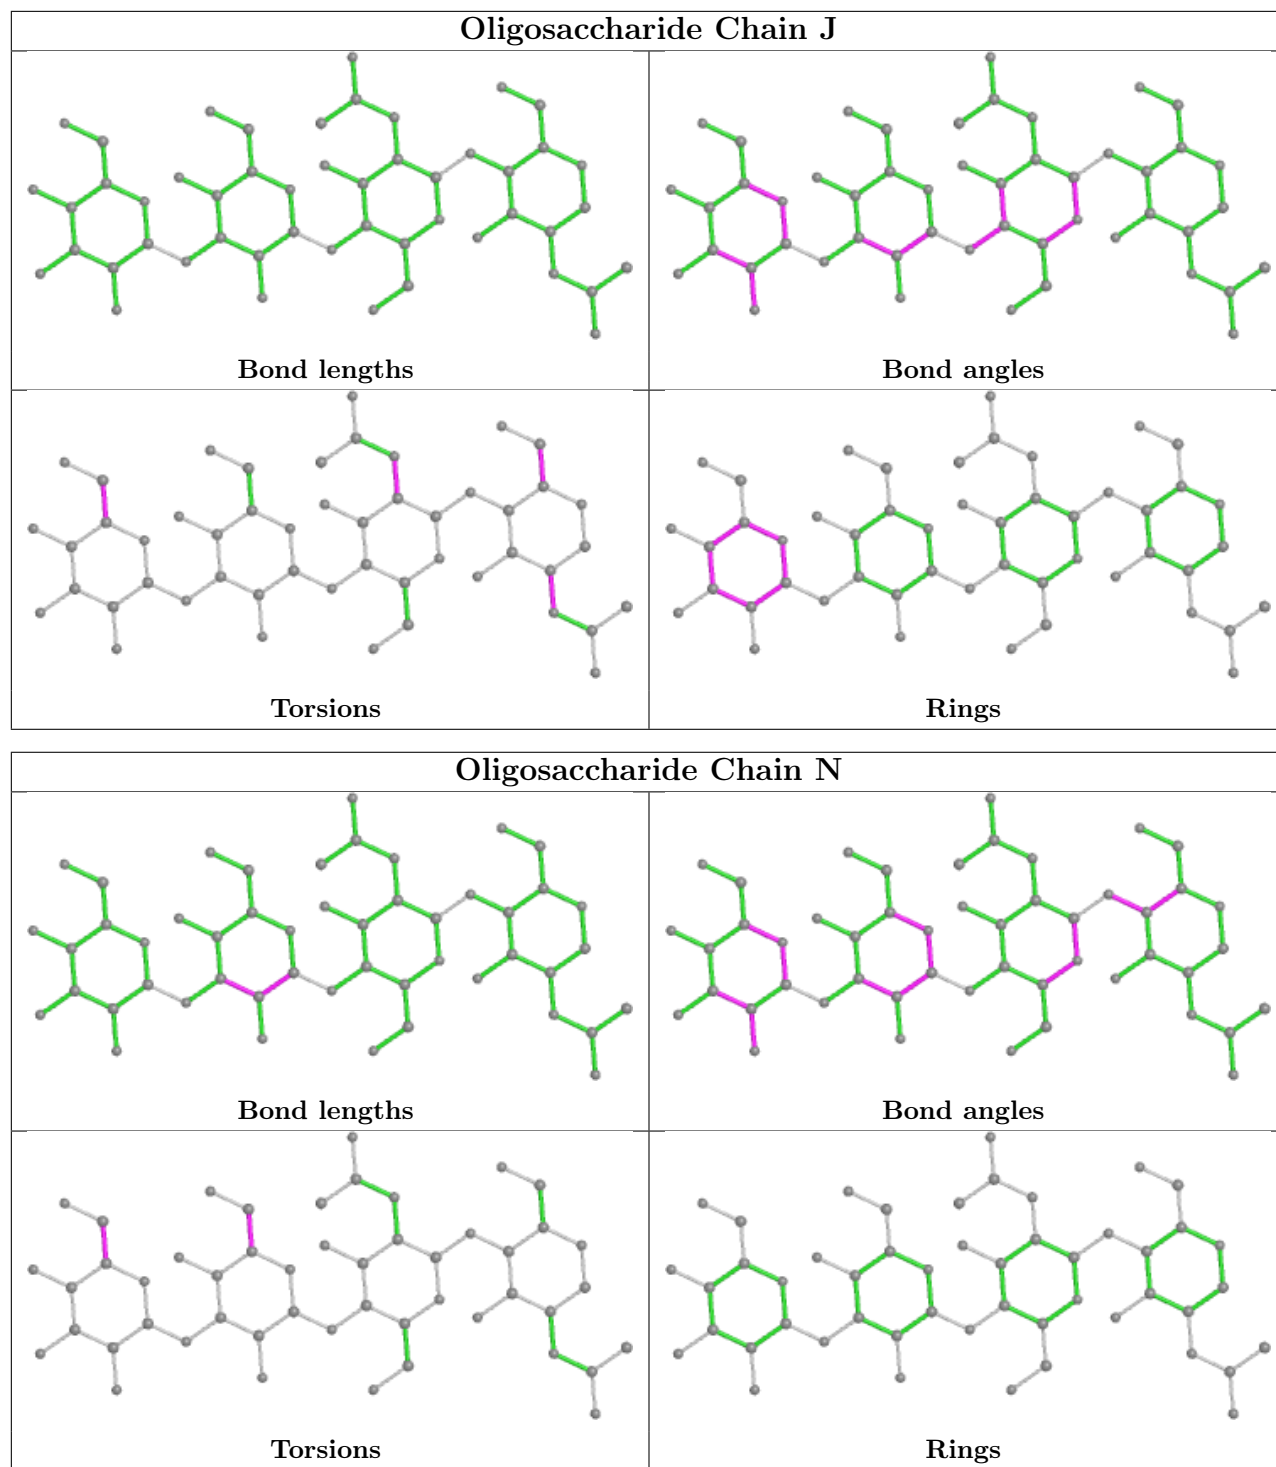 Oligosaccharide Chain J
Bond lengths
Bond angles
Torsions
Rings
Oligosaccharide Chain N
Bond lengths
Bond angles
Torsions
Rings